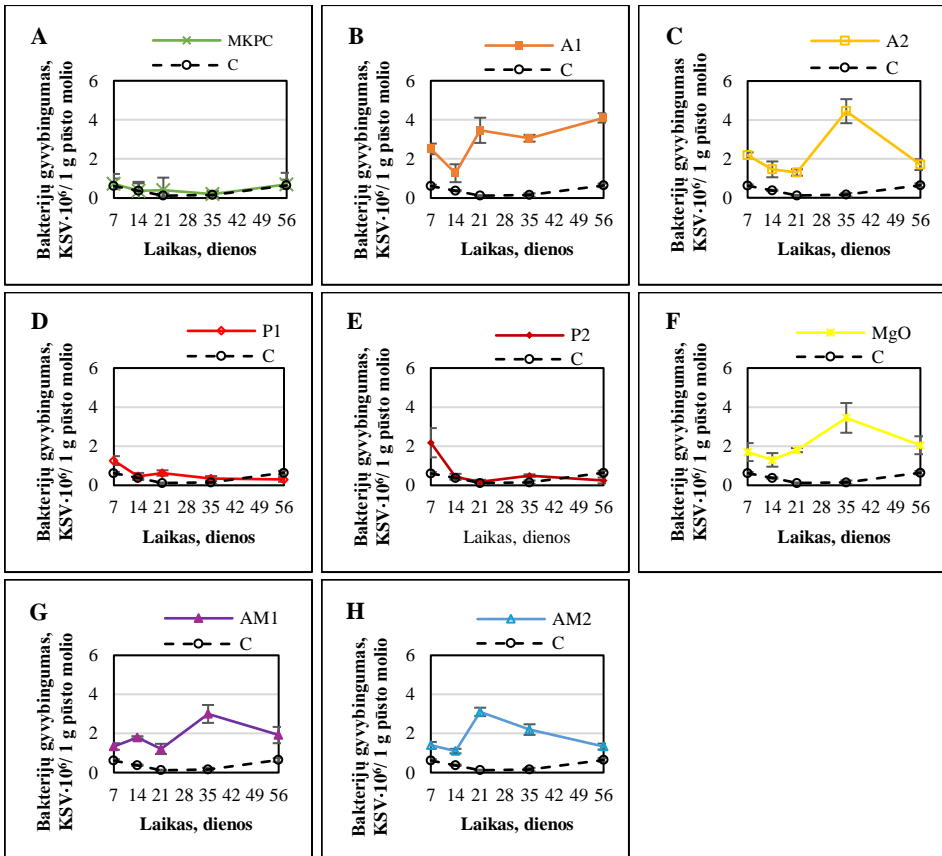 A
MKPC
C
Bakterijų gyvybingumas,
KSV·10⁶/ 1 g pūsto molio
6
4
2
0
7 14 21 28 35 42 49 56
Laikas, dienos
B
A1
C
Bakterijų gyvybingumas,
KSV·10⁶/ 1 g pūsto molio
6
4
2
0
7 14 21 28 35 42 49 56
Laikas, dienos
C
A2
C
Bakterijų gyvybingumas
KSV·10⁶/ 1 g pūsto molio
6
4
2
0
7 14 21 28 35 42 49 56
Laikas, dienos
D
P1
C
Bakterijų gyvybingumas,
KSV·10⁶/ 1 g pūsto molio
6
4
2
0
7 14 21 28 35 42 49 56
Laikas, dienos
E
P2
C
Bakterijų gyvybingumas,
KSV·10⁶/ 1 g pūsto molio
6
4
2
0
7 14 21 28 35 42 49 56
Laikas, dienos
F
MgO
C
Bakterijų gyvybingumas,
KSV·10⁶/ 1 g pūsto molio
6
4
2
0
7 14 21 28 35 42 49 56
Laikas, dienos
G
AM1
C
Bakterijų gyvybingumas,
KSV·10⁶/ 1 g pūsto molio
6
4
2
0
7 14 21 28 35 42 49 56
Laikas, dienos
H
AM2
C
Bakterijų gyvybingumas,
KSV·10⁶/ 1 g pūsto molio
6
4
2
0
7 14 21 28 35 42 49 56
Laikas, dienos